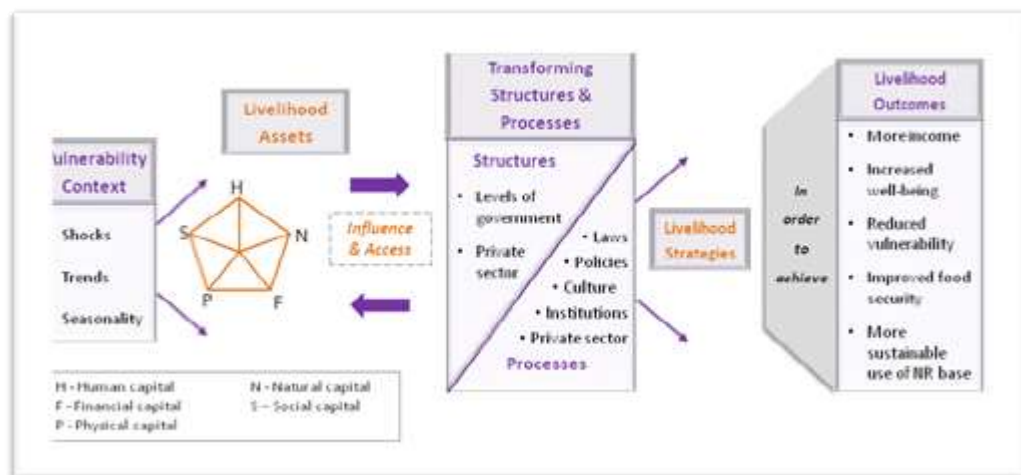 ulnerability
Context
Shocks
Trends
Seasonality
Livelihood
Assets
H
S
N
P
F
Influence
& Access
Transforming
Structures &
Processes
Structures
• Levels of
government
• Private
sector
• Laws
• Policies
• Culture
• Institutions
• Private sector
Processes
Livelihood
Strategies
In
order
to
achieve
Livelihood
Outcomes
• More income
• Increased
well-being
• Reduced
vulnerability
• Improved food
security
• More
sustainable
use of NR base
H - Human capital
N - Natural capital
F - Financial capital
S – Social capital
P - Physical capital